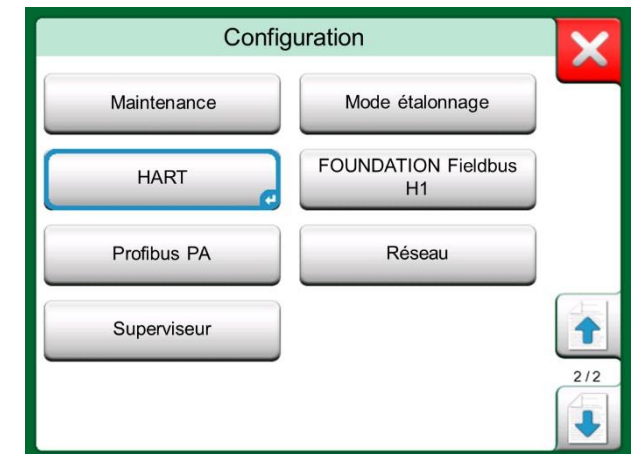 Configuration
Maintenance
Mode étalonnage
HART
FOUNDATION Fieldbus
H1
Profibus PA
Réseau
Superviseur
2/2